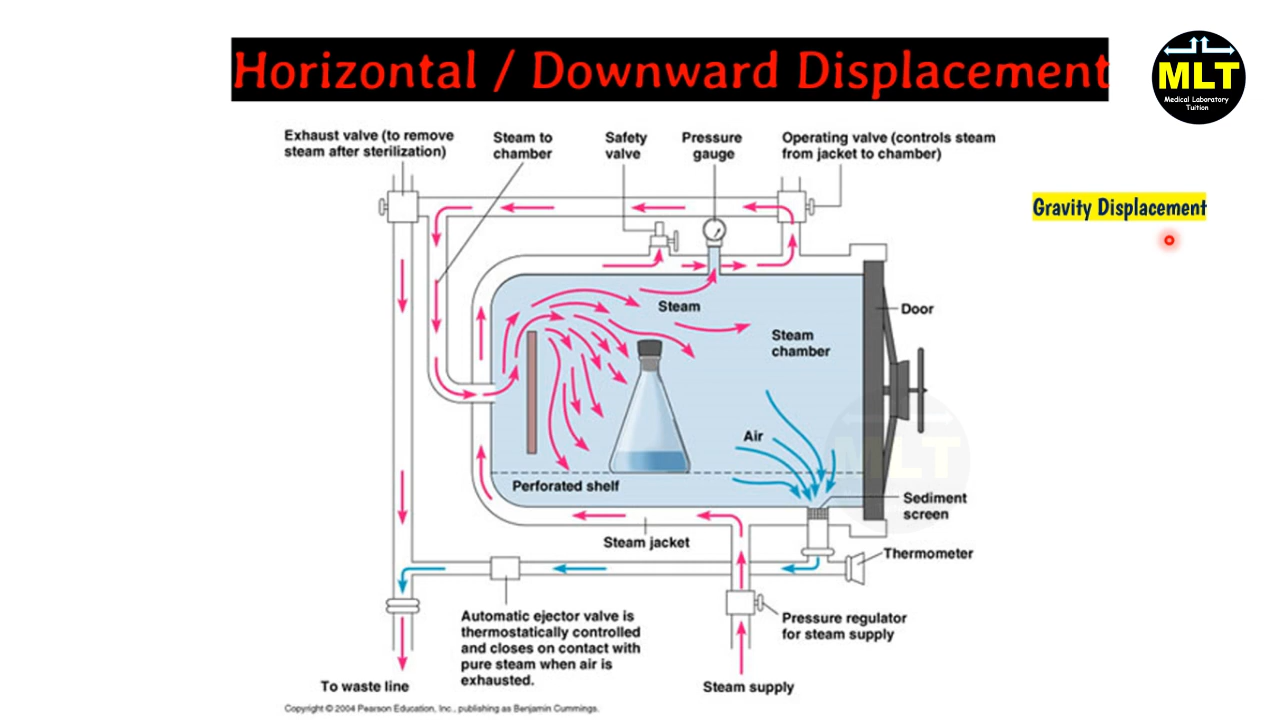 Horizontal / Downward Displacement
MLT
Medical Laboratory
Tuition
Exhaust valve (to remove
steam after sterilization)
Steam to
chamber
Safety
valve
Pressure
gauge
Operating valve (controls steam
from jacket to chamber)
Gravity Displacement
Steam
Door
Steam
chamber
Air
MLT
Perforated shelf
Sediment
screen
Steam jacket
Thermometer
Automatic ejector valve is
thermostatically controlled
and closes on contact with
pure steam when air is
exhausted.
Pressure regulator
for steam supply
To waste line
Steam supply
Copyright © 2004 Pearson Education, Inc., publishing as Benjamin Cummings.